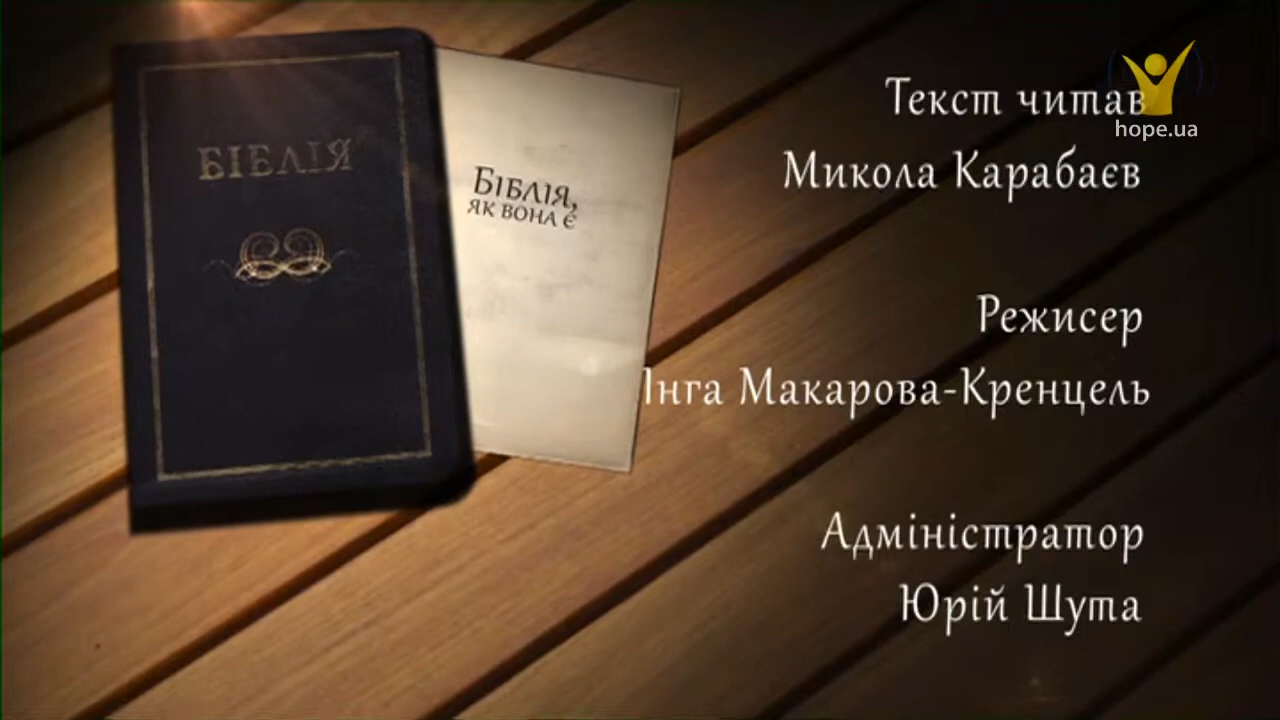 БІБЛІЯ
Біблія,
як вона є
hope.ua
Текст читав
Микола Карабаєв
Режисер
Інга Макарова-Кренцель
Адміністратор
Юрій Шута